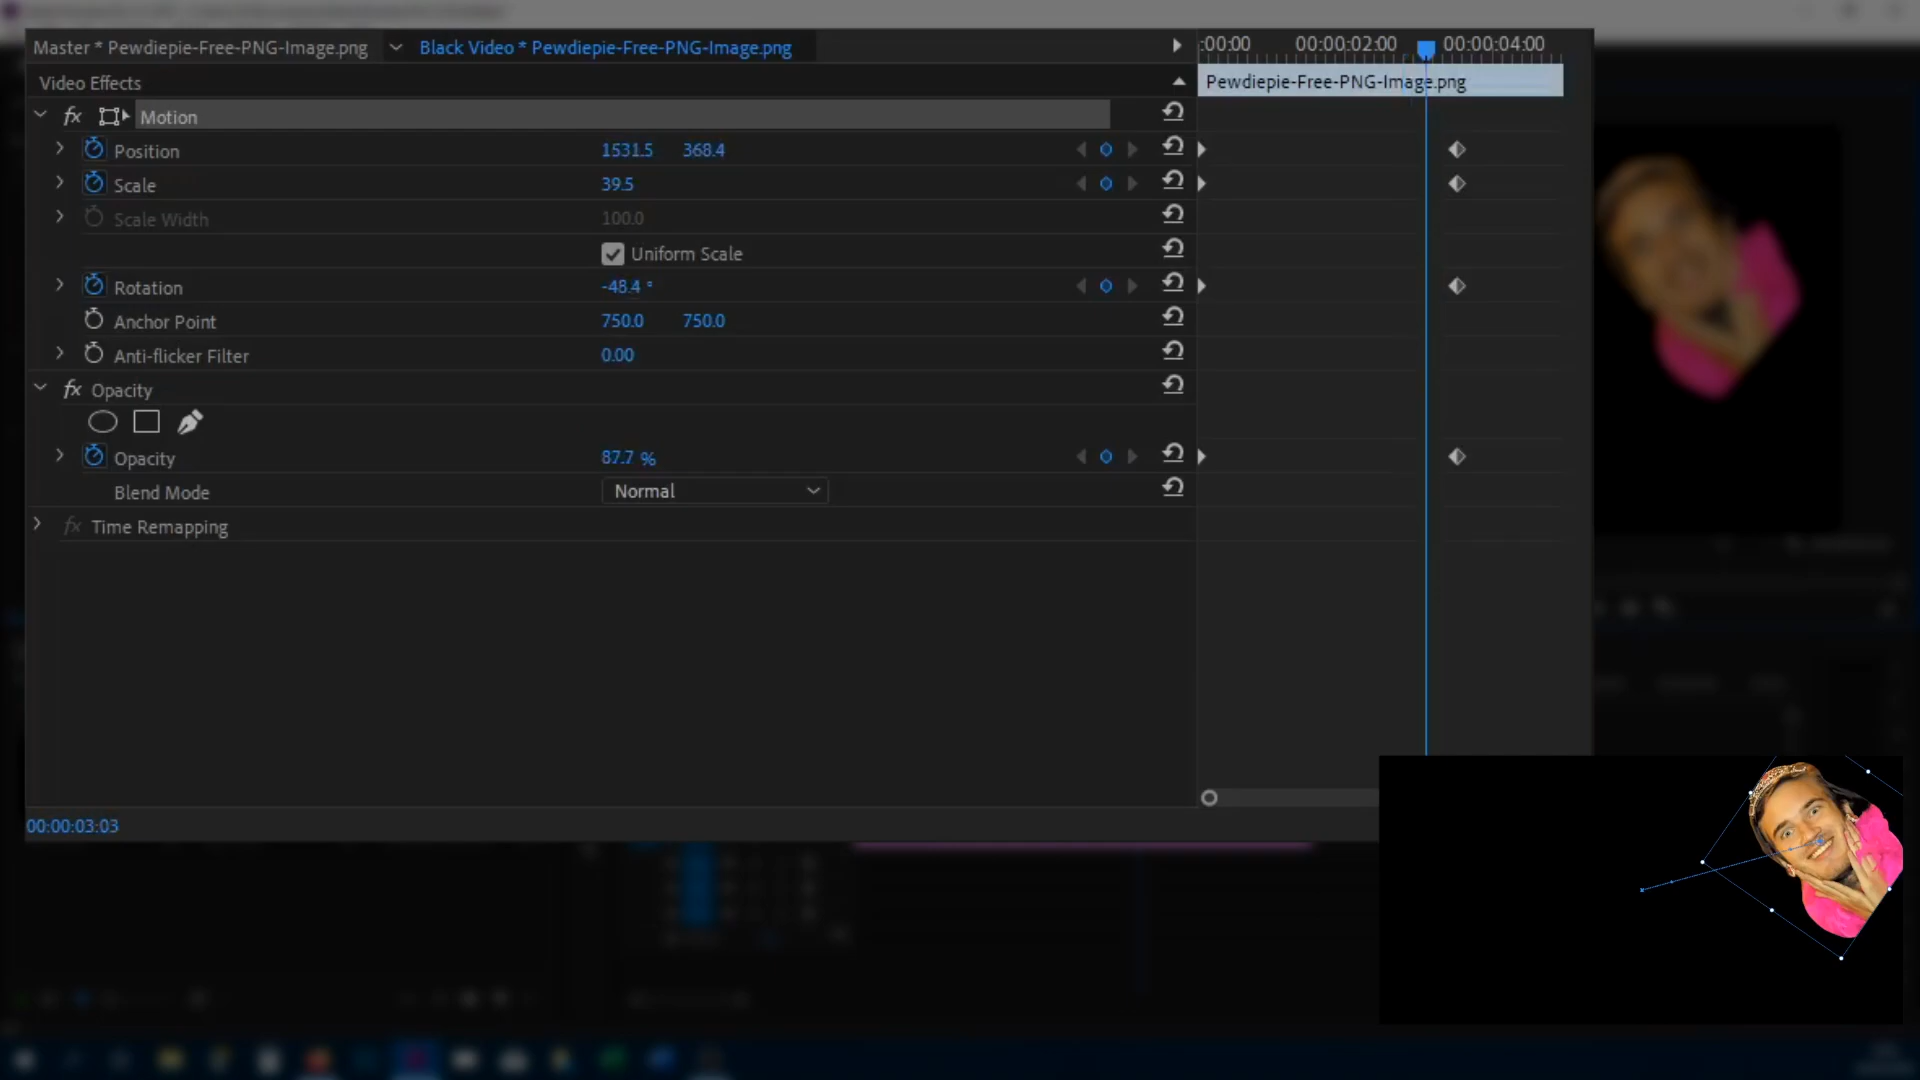 Master * Pewdiepie-Free-PNG-Image.png Black Video * Pewdiepie-Free-PNG-Image.png :00:00 00:00:02:00 00:00:04:00
Video Effects Pewdiepie-Free-PNG-Image.png
fx Motion
Position 1531.5 368.4
Scale 39.5
Scale Width 100.0
Uniform Scale
Rotation -48.4 °
Anchor Point 750.0 750.0
Anti-flicker Filter 0.00
fx Opacity
Opacity 87.7 %
Blend Mode Normal
fx Time Remapping
00:00:03:03